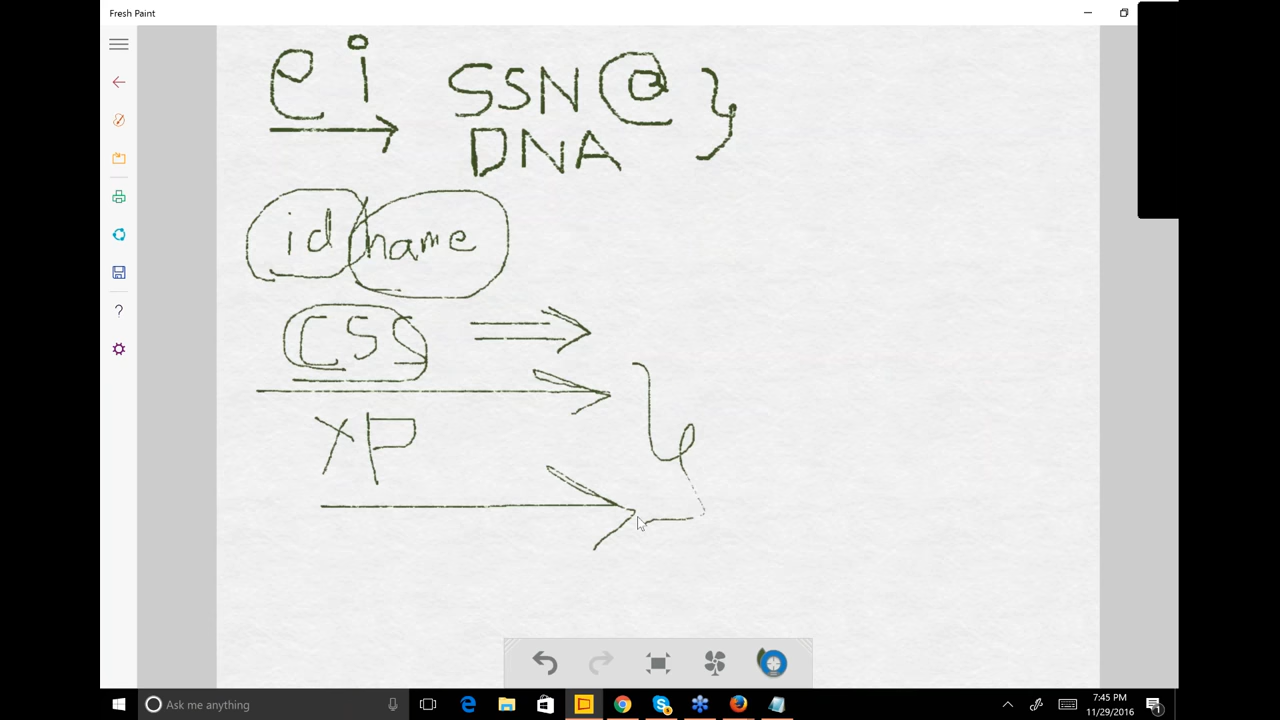 Fresh Paint
ei SSN@ }
DNA
id name
CSS
XP
?
Ask me anything
7:45 PM
11/29/2016